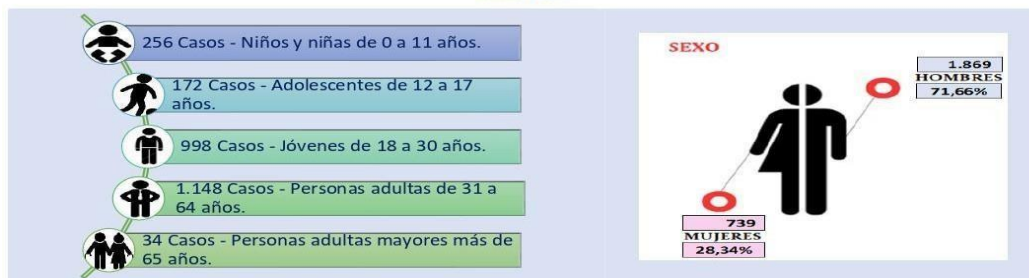 256 Casos - Niños y niñas de 0 a 11 años.
172 Casos - Adolescentes de 12 a 17
años.
998 Casos - Jóvenes de 18 a 30 años.
1.148 Casos - Personas adultas de 31 a
64 años.
34 Casos - Personas adultas mayores más de
65 años.
SEXO
1.869
HOMBRES
71,66%
739
MUJERES
28,34%